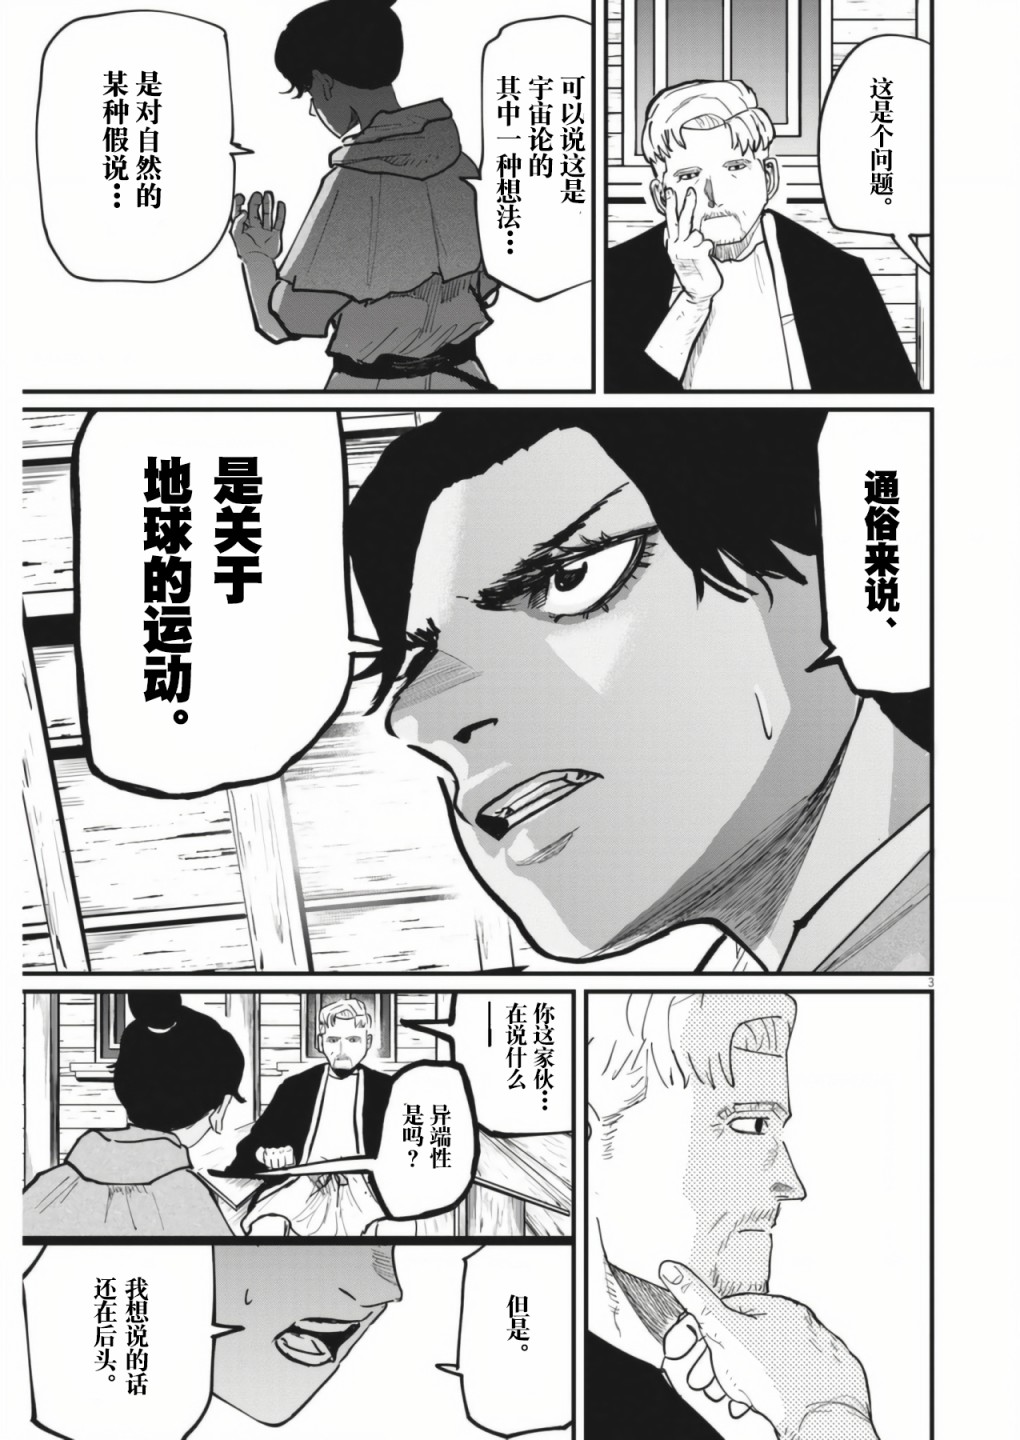 这是个问题。
可以说这是
宇宙论的
其中一种想法…
是对自然的
某种假说…
通俗来说、
是关于
地球的运动。
3
你这家伙…
在说什么
——
异端性
是吗?
但是。
我想说的话
还在后头。